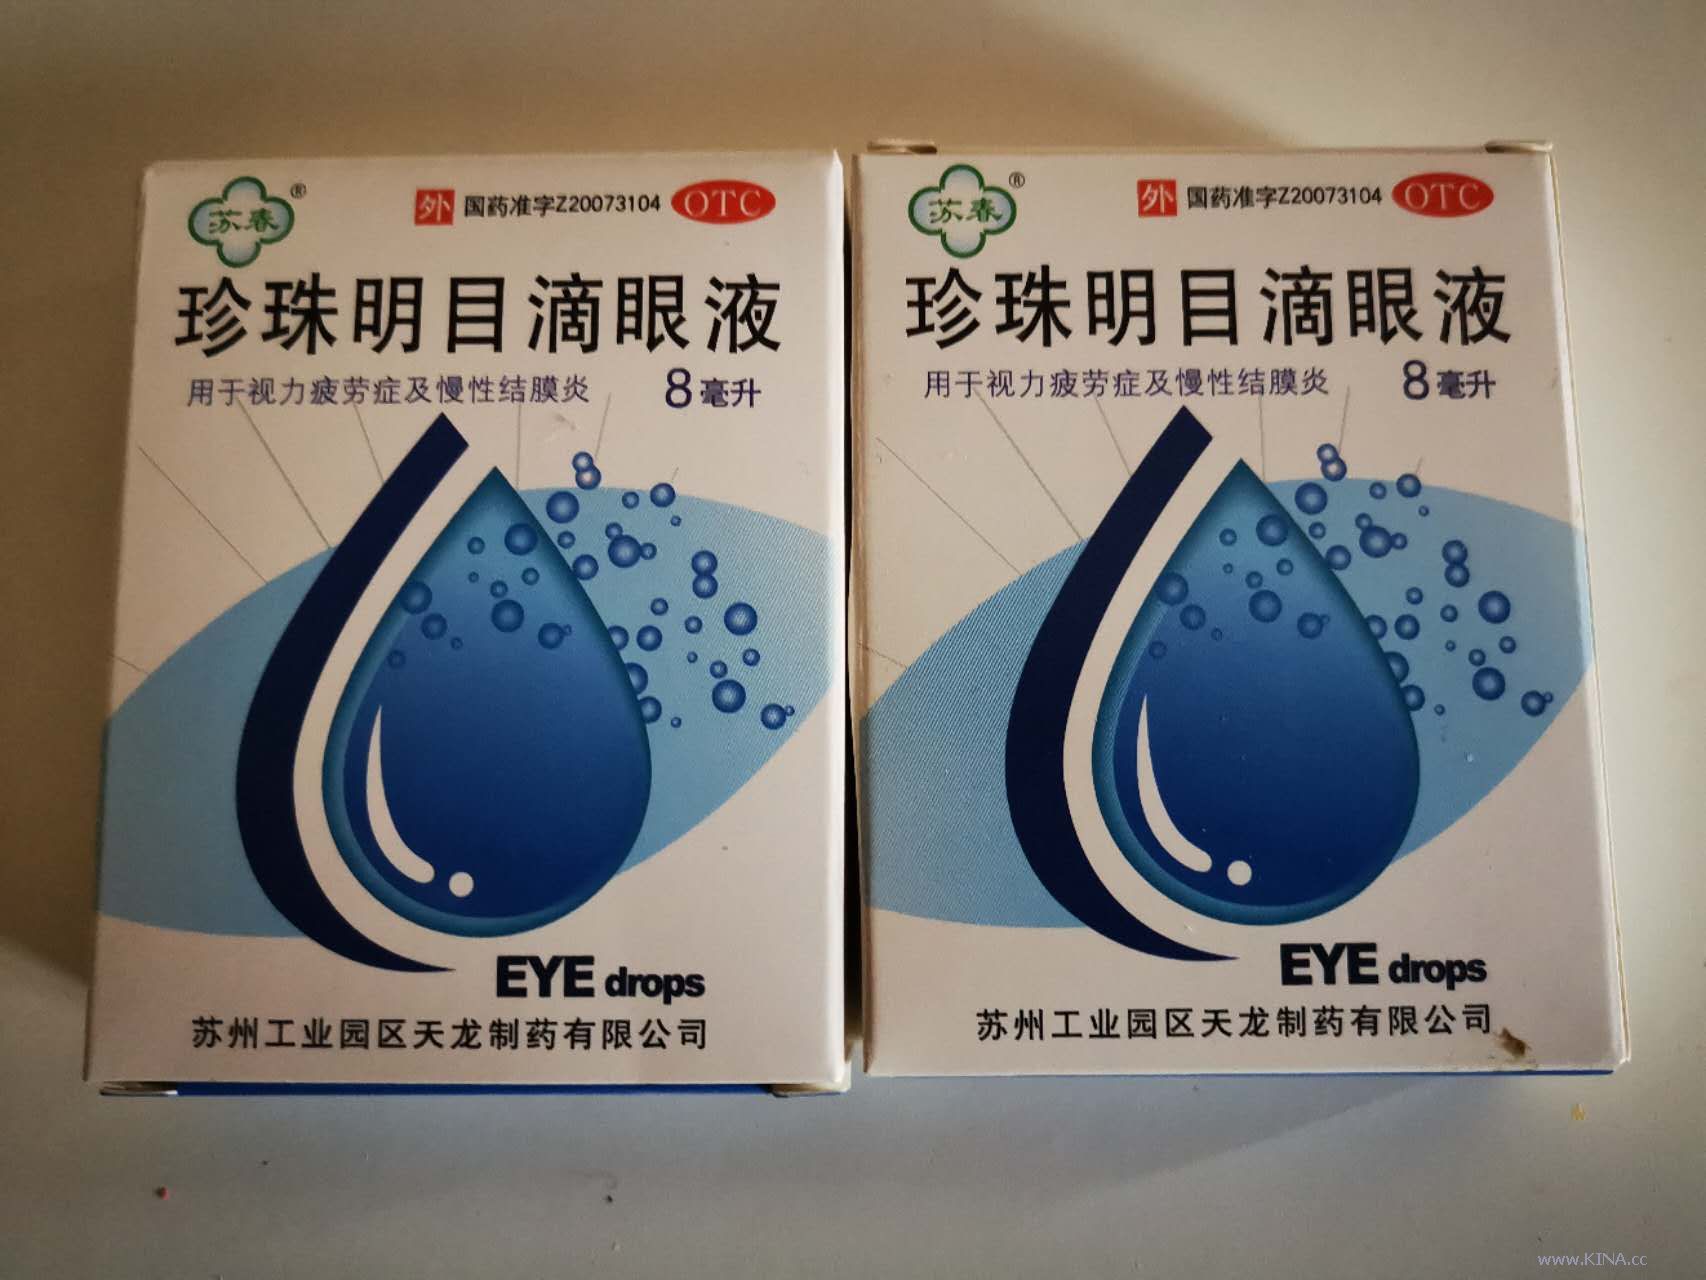 苏春®
外 国药准字Z20073104 OTC
珍珠明目滴眼液
用于视力疲劳症及慢性结膜炎 8毫升
EYE drops
苏州工业园区天龙制药有限公司
苏春®
外 国药准字Z20073104 OTC
珍珠明目滴眼液
用于视力疲劳症及慢性结膜炎 8毫升
EYE drops
苏州工业园区天龙制药有限公司
www.KINA.cc